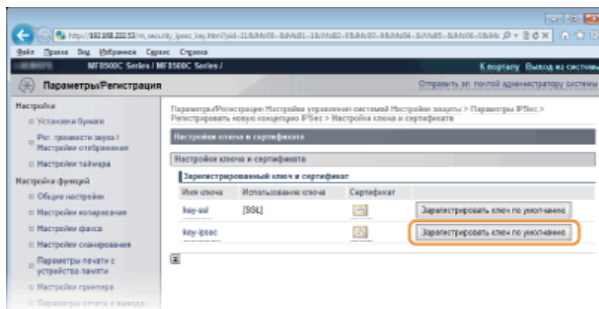 Файл Правка Вид Избранное Сервис Справка
MF8500C Series / MF8500C Series /
К порталу Выход из системы
Параметры/Регистрация
Отправить эл. почтой администратору системы
Настройка
Установки бумаги
Рег. громкости звука / Настройки отображения
Настройки таймера
Настройка функций
Общие настройки
Настройки копирования
Настройки факса
Настройки сканирования
Параметры печати с устройства памяти
Настройки принтера
Параметры отчета о выводе
Параметры/Регистрация:Настройки управления системой:Настройки защиты > Параметры IPSec >
Регистрировать новую концепцию IPSec > Настройки ключа и сертификата
Настройки ключа и сертификата
Настройки ключа и сертификата
Зарегистрированный ключ и сертификат
Имя ключа Использование ключа Сертификат
key-ssl [SSL] Зарегистрировать ключ по умолчанию
key-ipsec Зарегистрировать ключ по умолчанию